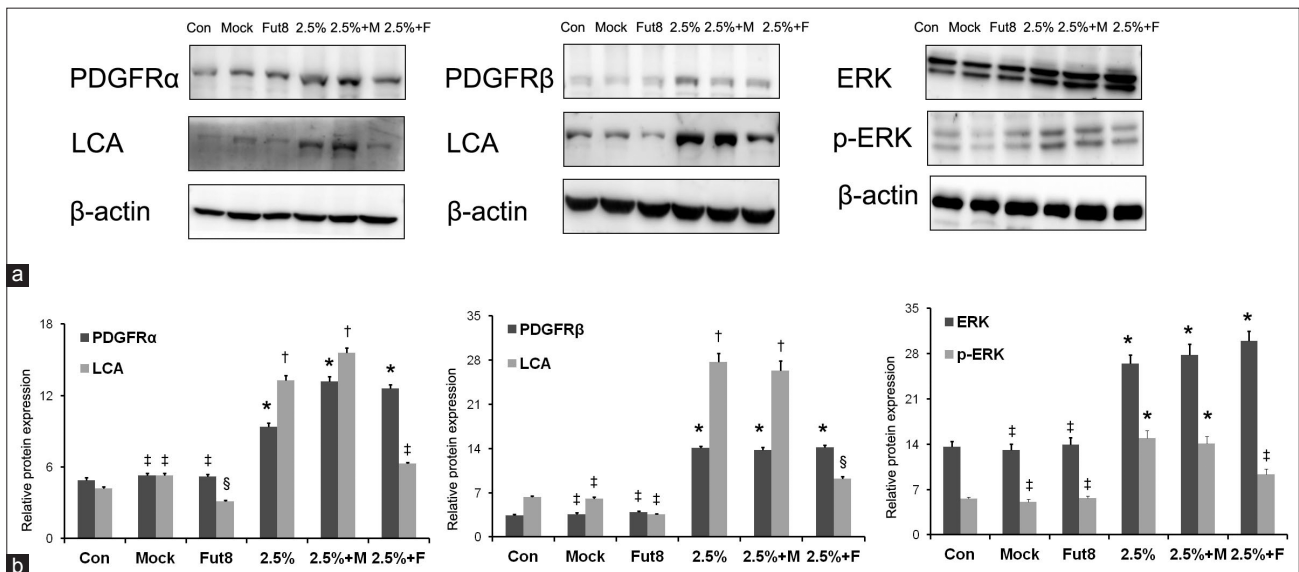 Con Mock Fut8 2.5% 2.5%+M 2.5%+F
PDGFRα
LCA
β-actin
Con Mock Fut8 2.5% 2.5%+M 2.5%+F
PDGFRβ
LCA
β-actin
Con Mock Fut8 2.5% 2.5%+M 2.5%+F
ERK
p-ERK
β-actin
a
Relative protein expression
18
12
6
0
PDGFRα
LCA
‡ ‡ ‡ § * † * † * ‡
Con Mock Fut8 2.5% 2.5%+M 2.5%+F
Relative protein expression
35
28
21
14
7
0
PDGFRβ
LCA
‡ ‡ ‡ ‡ * † * † * §
Con Mock Fut8 2.5% 2.5%+M 2.5%+F
Relative protein expression
35
28
21
14
7
0
ERK
p-ERK
‡ ‡ ‡ ‡ * * * * * ‡
Con Mock Fut8 2.5% 2.5%+M 2.5%+F
b